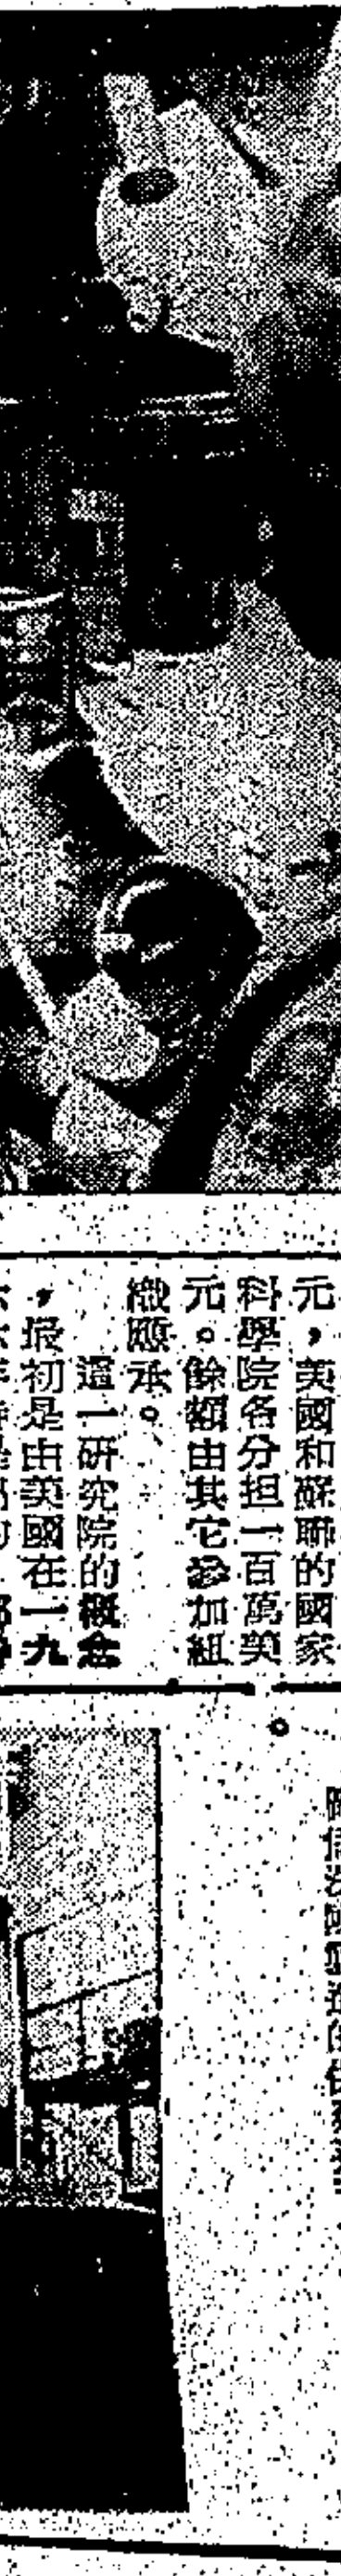 元，美國和蘇聯的國家
科學院各分担一百萬美
元。餘額由其它參加組
織應承。
這一研究院的概念
，最初是由美國在一九